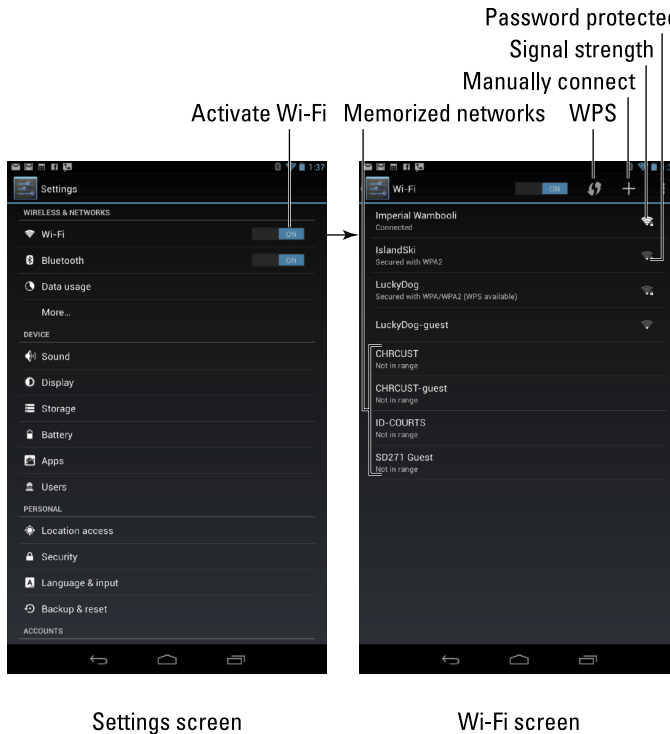 Password protected
Signal strength
Manually connect
Activate Wi-Fi Memorized networks WPS
1:37
Settings
WIRELESS & NETWORKS
Wi-Fi ON
Bluetooth ON
Data usage
More...
DEVICE
Sound
Display
Storage
Battery
Apps
Users
PERSONAL
Location access
Security
Language & input
Backup & reset
ACCOUNTS
Wi-Fi ON
Imperial Wambooli
Connected
IslandSki
Secured with WPA2
LuckyDog
Secured with WPA/WPA2 (WPS available)
LuckyDog-guest
CHRCUST
Not in range
CHRCUST-guest
Not in range
ID-COURTS
Not in range
SD271 Guest
Not in range
Settings screen
Wi-Fi screen